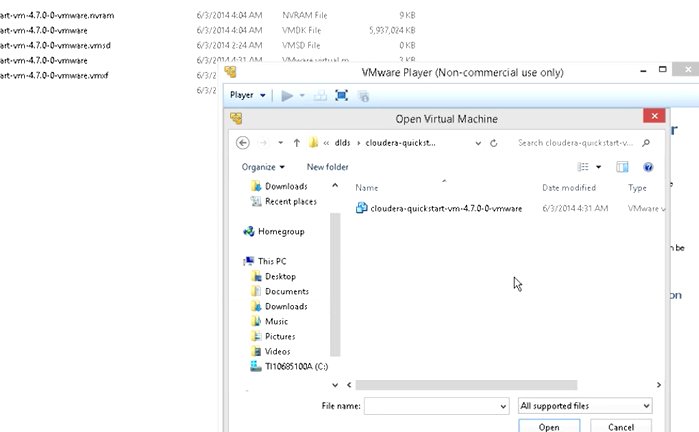 art-vm-4.7.0-0-vmware.nvram 6/3/2014 4:04 AM NVRAM File 9 KB
art-vm-4.7.0-0-vmware 6/3/2014 4:04 AM VMDK File 5,937,024 KB
art-vm-4.7.0-0-vmware.vmsd 6/3/2014 2:24 AM VMSD File 0 KB
art-vm-4.7.0-0-vmware 6/3/2014 4:31 AM VMware virtual m 3 KB
art-vm-4.7.0-0-vmware.vmxf 6/3/2
6/3/2
VMware Player (Non-commercial use only)
Player
Open Virtual Machine
« dlds › cloudera-quickst...
Search cloudera-quickstart-v...
Organize New folder
Name Date modified Type
cloudera-quickstart-vm-4.7.0-0-vmware 6/3/2014 4:31 AM VMware v
Downloads
Recent places
Homegroup
This PC
Desktop
Documents
Downloads
Music
Pictures
Videos
TI10685100A (C:)
File name: All supported files
Open Cancel
r
n be
on